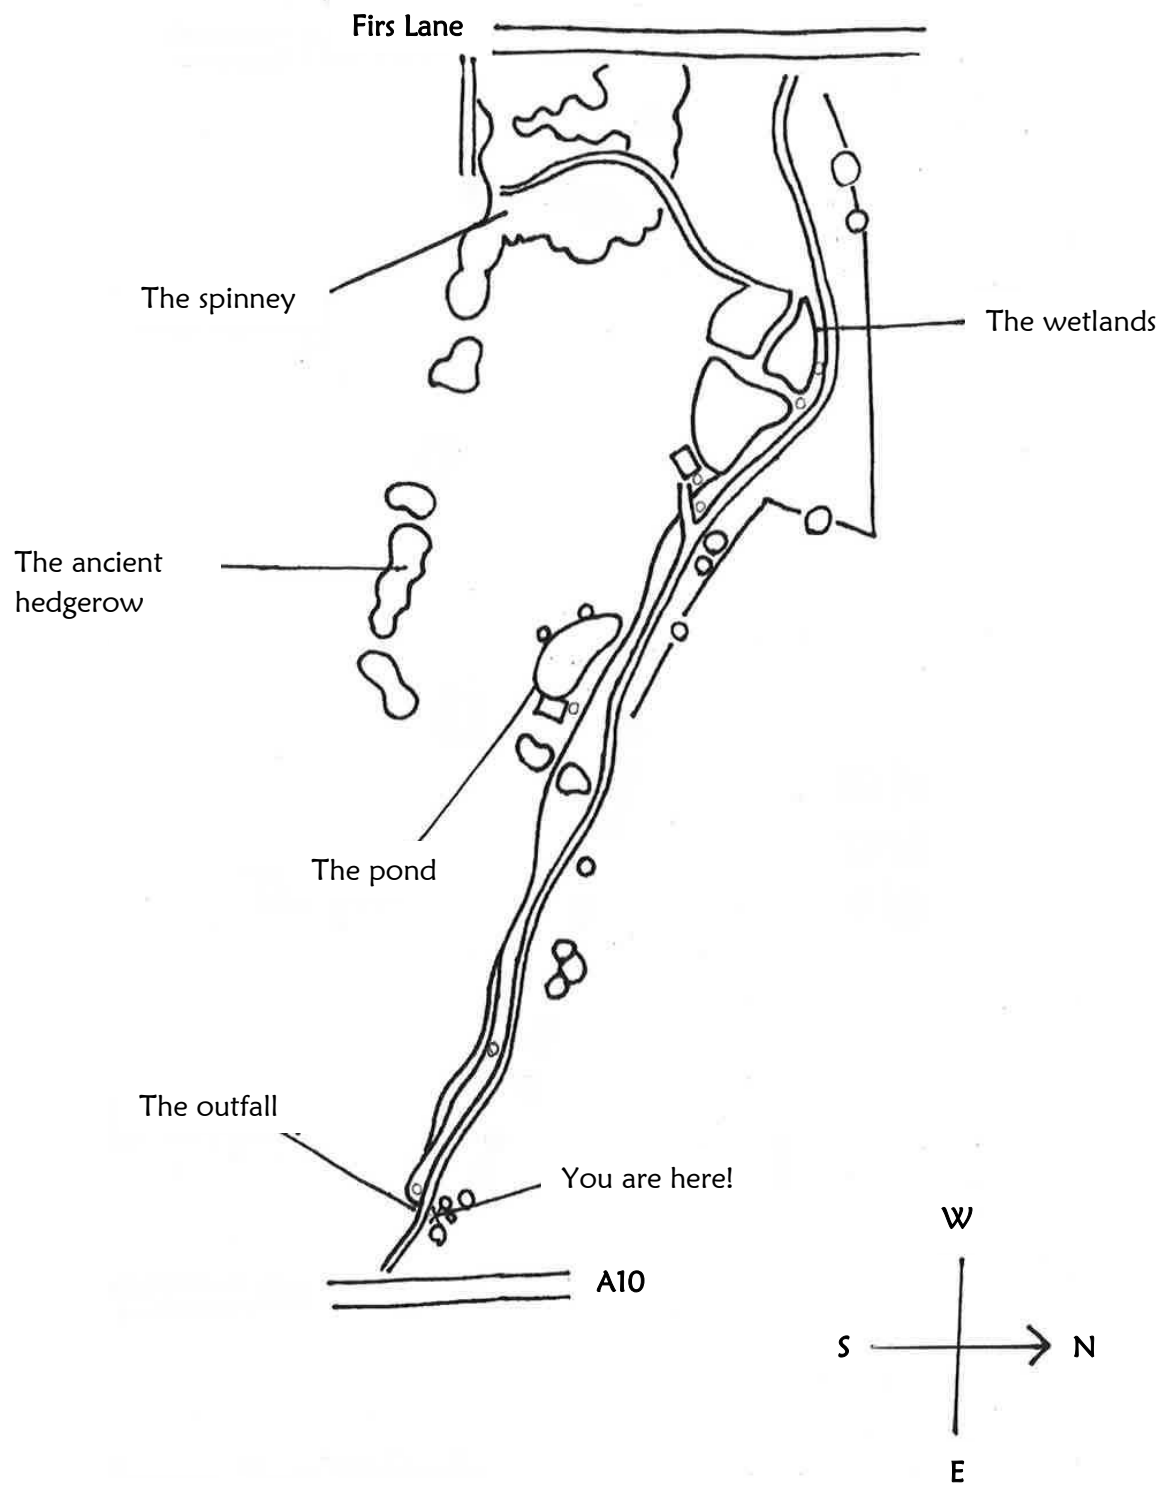 Firs Lane
The spinney
The wetlands
The ancient
hedgerow
The pond
The outfall
You are here!
A10
W
S
N
E